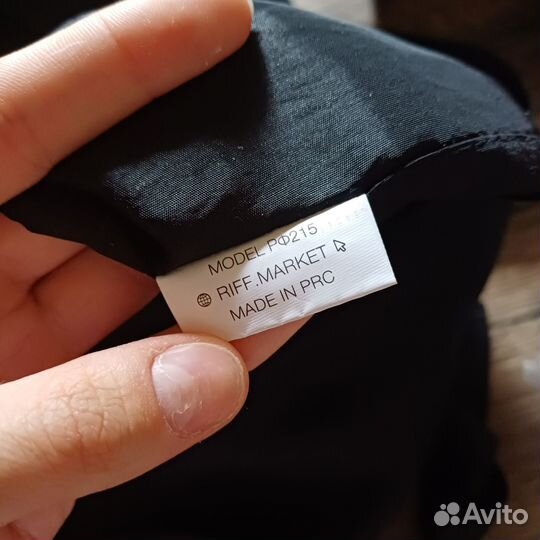 MODEL РФ215
RIFF.MARKET
MADE IN PRC
Avito